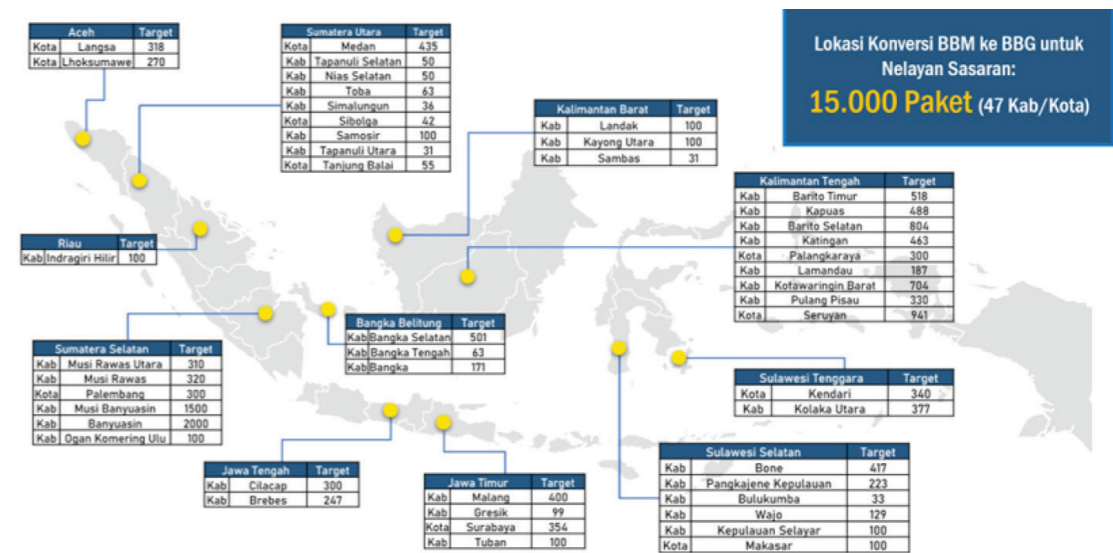 Lokasi Konversi BBM ke BBG untuk
Nelayan Sasaran:
15.000 Paket (47 Kab/Kota)
Aceh Target
Kota Langsa 318
Kota Lhoksumawe 270
Sumatera Utara Target
Kota Medan 435
Kab Tapanuli Selatan 50
Kab Nias Selatan 50
Kab Toba 63
Kab Simalungun 36
Kota Sibolga 42
Kab Samosir 100
Kab Tapanuli Utara 31
Kota Tanjung Balai 55
Kalimantan Barat Target
Kab Landak 100
Kab Kayong Utara 100
Kab Sambas 31
Kalimantan Tengah Target
Kab Barito Timur 518
Kab Kapuas 488
Kab Barito Selatan 804
Kab Katingan 463
Kota Palangkaraya 300
Kab Lamandau 187
Kab Kotawaringin Barat 704
Kab Pulang Pisau 330
Kota Seruyan 941
Riau Target
Kab Indragiri Hilir 100
Bangka Belitung Target
Kab Bangka Selatan 501
Kab Bangka Tengah 63
Kab Bangka 171
Sumatera Selatan Target
Kab Musi Rawas Utara 310
Kab Musi Rawas 320
Kota Palembang 300
Kab Musi Banyuasin 1500
Kab Banyuasin 2000
Kab Ogan Komering Ulu 100
Sulawesi Tenggara Target
Kota Kendari 340
Kab Kolaka Utara 377
Jawa Tengah Target
Kab Cilacap 300
Kab Brebes 247
Jawa Timur Target
Kab Malang 400
Kab Gresik 99
Kota Surabaya 354
Kab Tuban 100
Sulawesi Selatan Target
Kab Bone 417
Kab Pangkajene Kepulauan 223
Kab Bulukumba 33
Kab Wajo 129
Kab Kepulauan Selayar 100
Kota Makasar 100